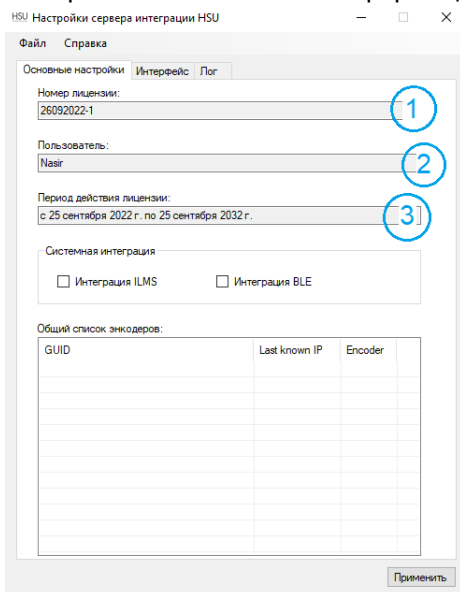 HSU Настройки сервера интеграции HSU
Файл Справка
Основные настройки Интерфейс Лог
Номер лицензии:
26092022-1
1
Пользователь:
Nasir
2
Период действия лицензии:
с 25 сентября 2022 г. по 25 сентября 2032 г.
3
Системная интеграция
Интеграция ILMS Интеграция BLE
Общий список энкодеров:
GUID Last known IP Encoder
Применить